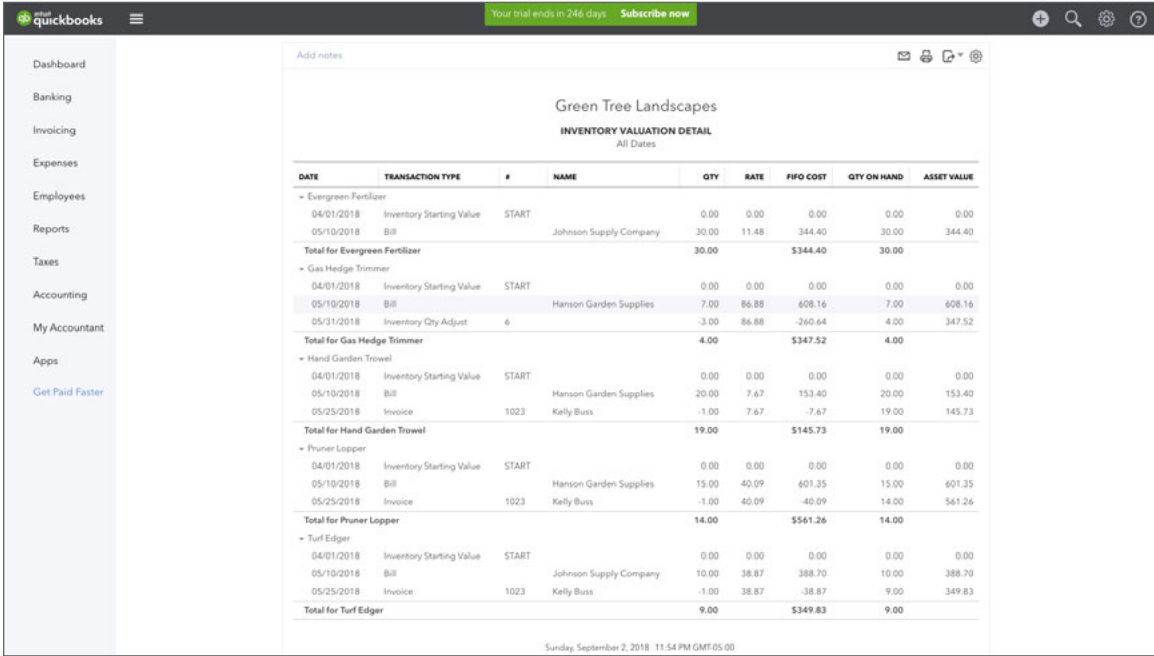 intuit
quickbooks
Your trial ends in 246 days Subscribe now
Dashboard
Banking
Invoicing
Expenses
Employees
Reports
Taxes
Accounting
My Accountant
Apps
Get Paid Faster
Add notes
Green Tree Landscapes
INVENTORY VALUATION DETAIL
All Dates
DATE TRANSACTION TYPE # NAME QTY RATE FIFO COST QTY ON HAND ASSET VALUE
Evergreen Fertilizer
04/01/2018 Inventory Starting Value START 0.00 0.00 0.00 0.00 0.00
05/10/2018 Bill Johnson Supply Company 30.00 11.48 344.40 30.00 344.40
Total for Evergreen Fertilizer 30.00 $344.40 30.00
Gas Hedge Trimmer
04/01/2018 Inventory Starting Value START 0.00 0.00 0.00 0.00 0.00
05/10/2018 Bill Hanson Garden Supplies 7.00 86.88 608.16 7.00 608.16
05/31/2018 Inventory Qty Adjust 6 -3.00 86.88 -260.64 4.00 347.52
Total for Gas Hedge Trimmer 4.00 $347.52 4.00
Hand Garden Trowel
04/01/2018 Inventory Starting Value START 0.00 0.00 0.00 0.00 0.00
05/10/2018 Bill Hanson Garden Supplies 20.00 7.67 153.40 20.00 153.40
05/25/2018 Invoice 1023 Kelly Buss -1.00 7.67 -7.67 19.00 145.73
Total for Hand Garden Trowel 19.00 $145.73 19.00
Pruner Lopper
04/01/2018 Inventory Starting Value START 0.00 0.00 0.00 0.00 0.00
05/10/2018 Bill Hanson Garden Supplies 15.00 40.09 601.35 15.00 601.35
05/25/2018 Invoice 1023 Kelly Buss -1.00 40.09 -40.09 14.00 561.26
Total for Pruner Lopper 14.00 $561.26 14.00
Turf Edger
04/01/2018 Inventory Starting Value START 0.00 0.00 0.00 0.00 0.00
05/10/2018 Bill Johnson Supply Company 10.00 38.87 388.70 10.00 388.70
05/25/2018 Invoice 1023 Kelly Buss -1.00 38.87 -38.87 9.00 349.83
Total for Turf Edger 9.00 $349.83 9.00
Sunday, September 2, 2018 11:54 PM GMT-05:00